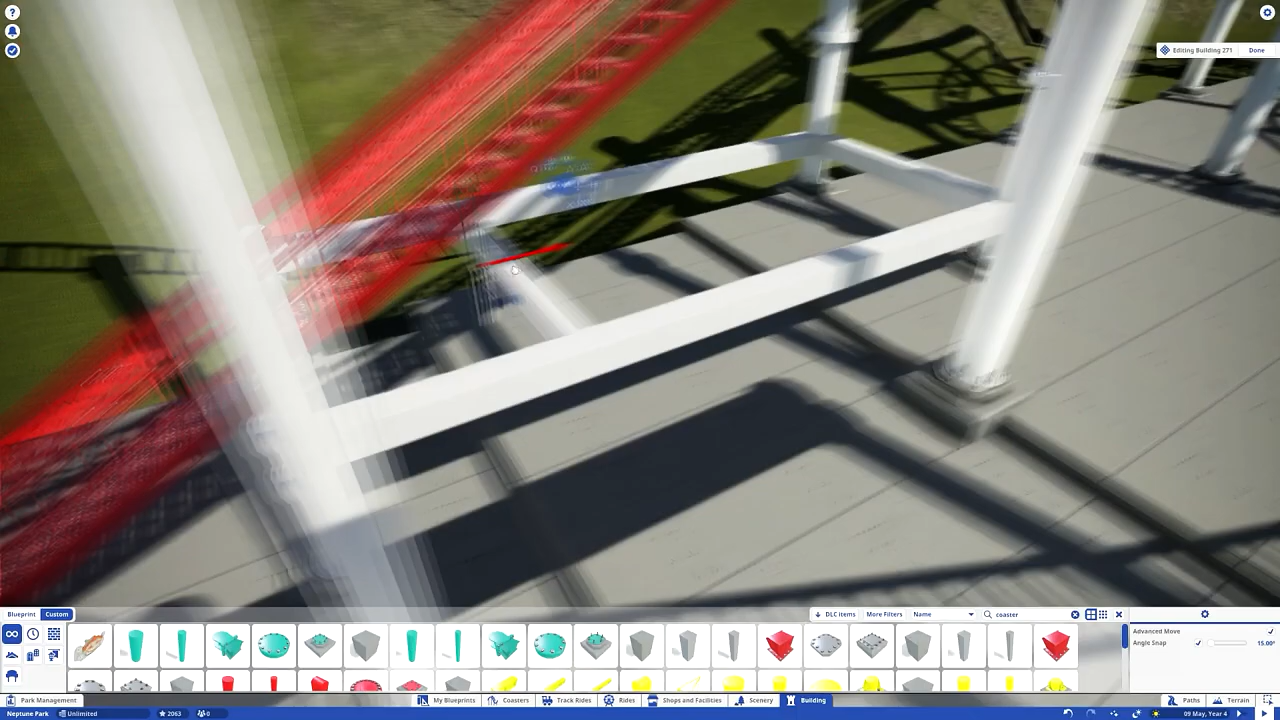 Editing Building 271 Done
Blueprint Custom DLC items More Filters Name coaster
Advanced Move
Angle Snap 15.00°
Park Management My Blueprints Coasters Track Rides Rides Shops and Facilities Scenery Building Paths Terrain
Neptune Park Unlimited 2063 0 09 May, Year 4